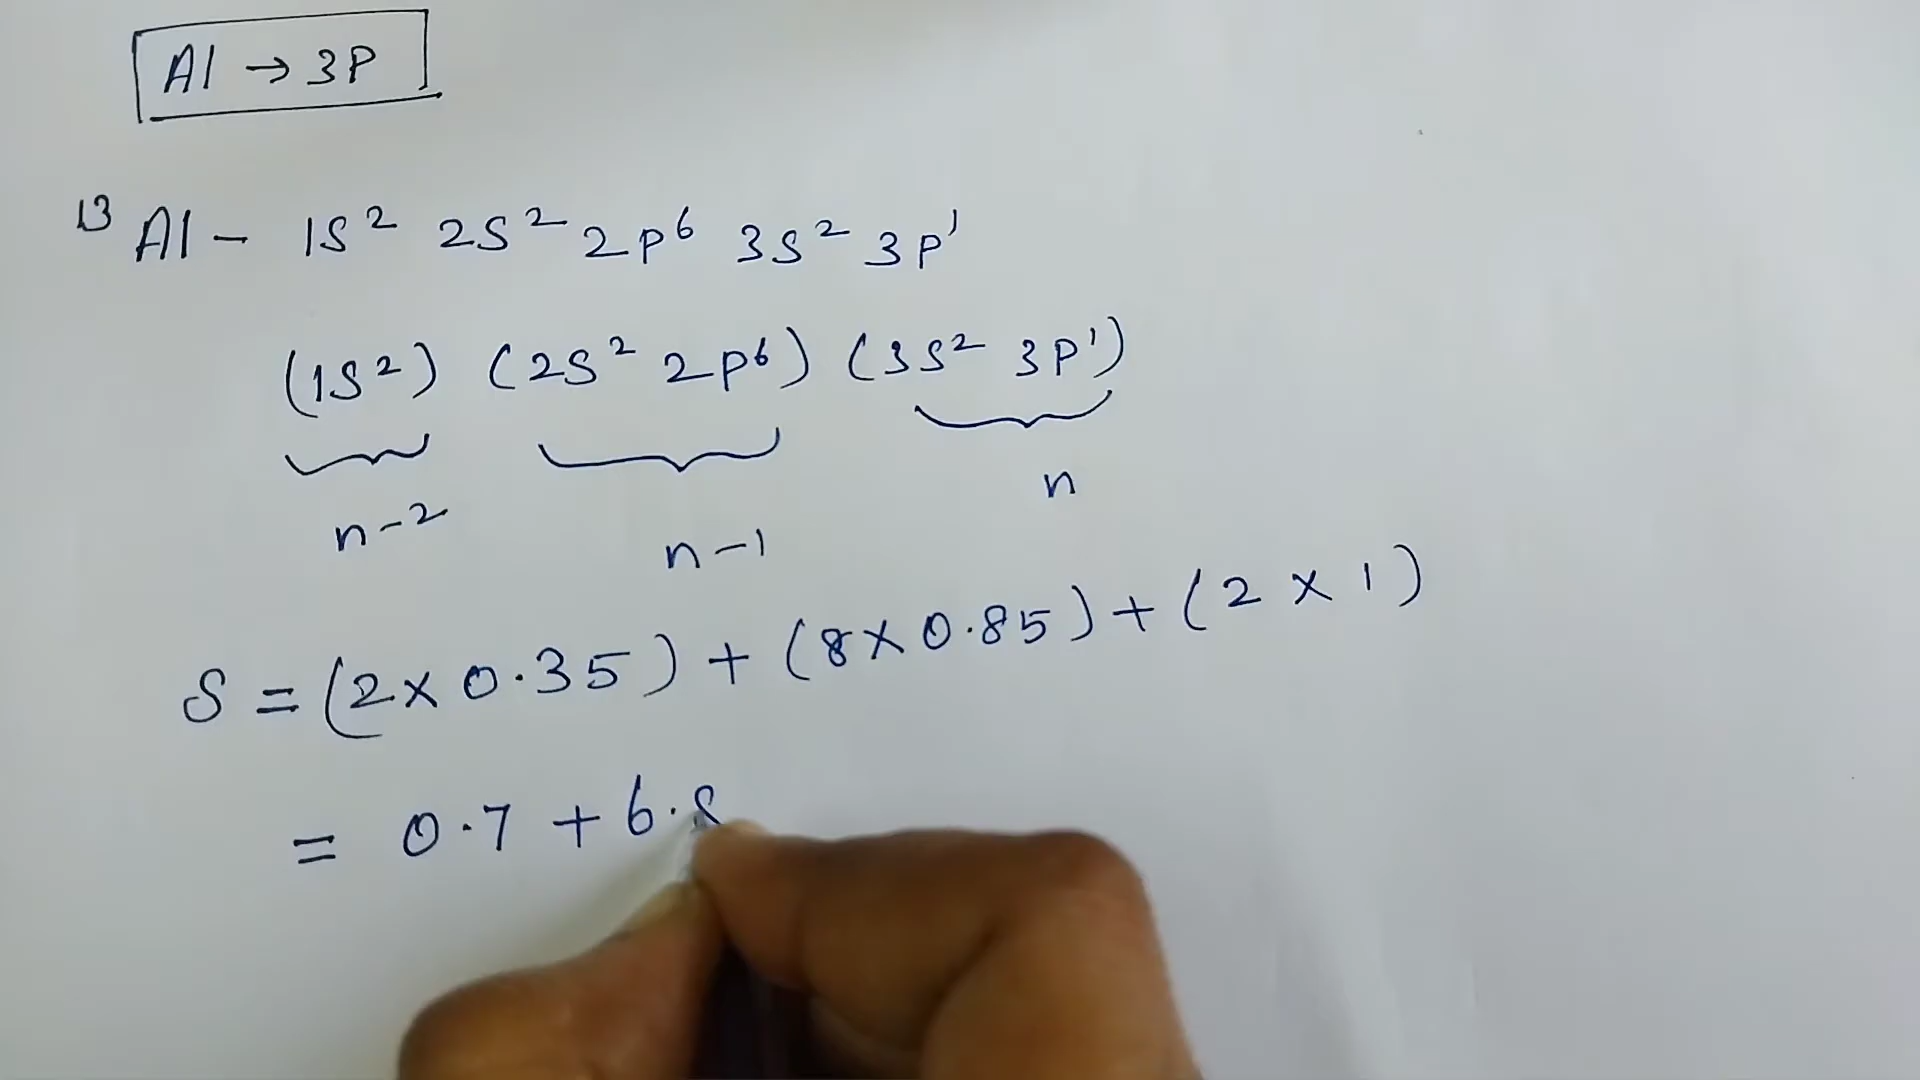 Al → 3P
13 Al - 1S² 2S² 2p⁶ 3S² 3p¹
(1S²) (2S² 2p⁶) (3S² 3p¹)
n-2 n-1 n
S = (2×0.35) + (8×0.85) + (2×1)
= 0.7 + 6.8